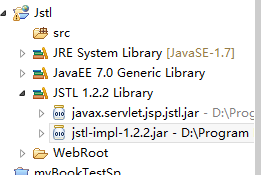 Jstl
src
JRE System Library [JavaSE-1.7]
JavaEE 7.0 Generic Library
JSTL 1.2.2 Library
javax.servlet.jsp.jstl.jar - D:\Prog
jstl-impl-1.2.2.jar - D:\Program
WebRoot
myBookTestSp